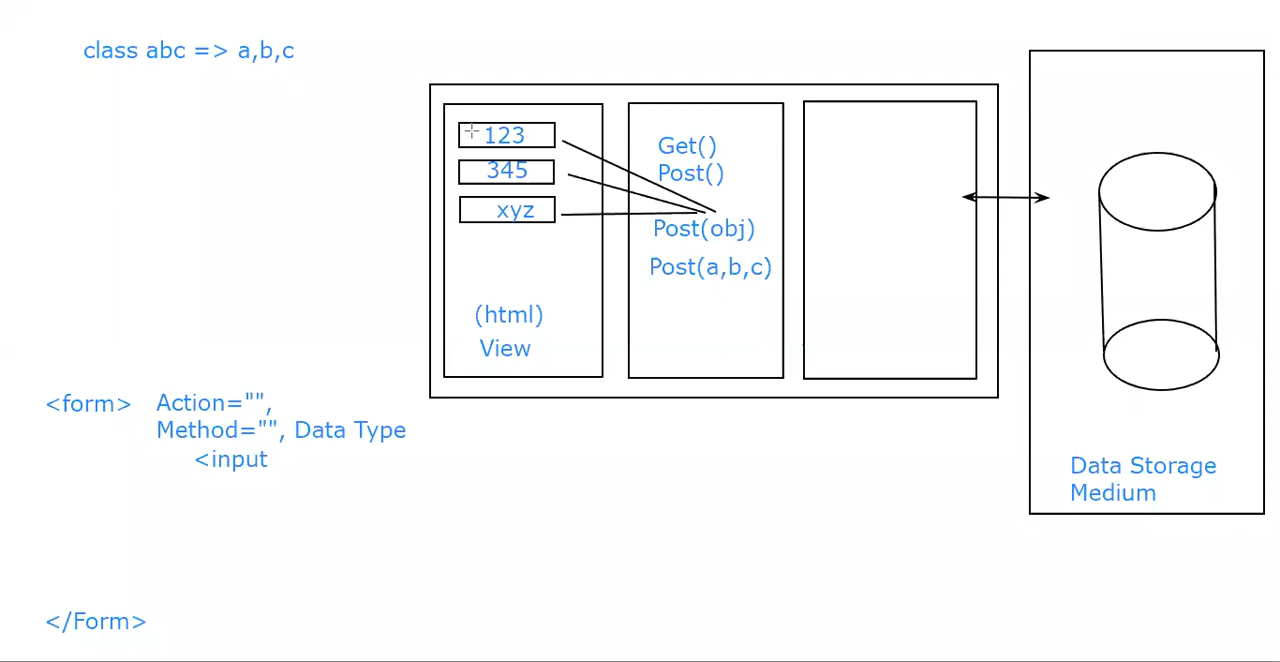 class abc => a,b,c
123
345
xyz
(html)
View
Get()
Post()
Post(obj)
Post(a,b,c)
Data Storage
Medium
<form> Action="",
Method="", Data Type
<input
</Form>